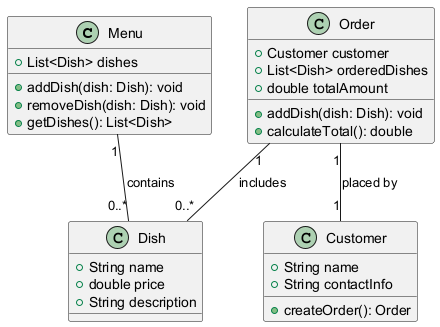 C Menu
List<Dish> dishes
addDish(dish: Dish): void
removeDish(dish: Dish): void
getDishes(): List<Dish>
C Order
Customer customer
List<Dish> orderedDishes
double totalAmount
addDish(dish: Dish): void
calculateTotal(): double
1
contains
0..*
1
includes
0..*
1
placed by
1
C Dish
String name
double price
String description
C Customer
String name
String contactInfo
createOrder(): Order